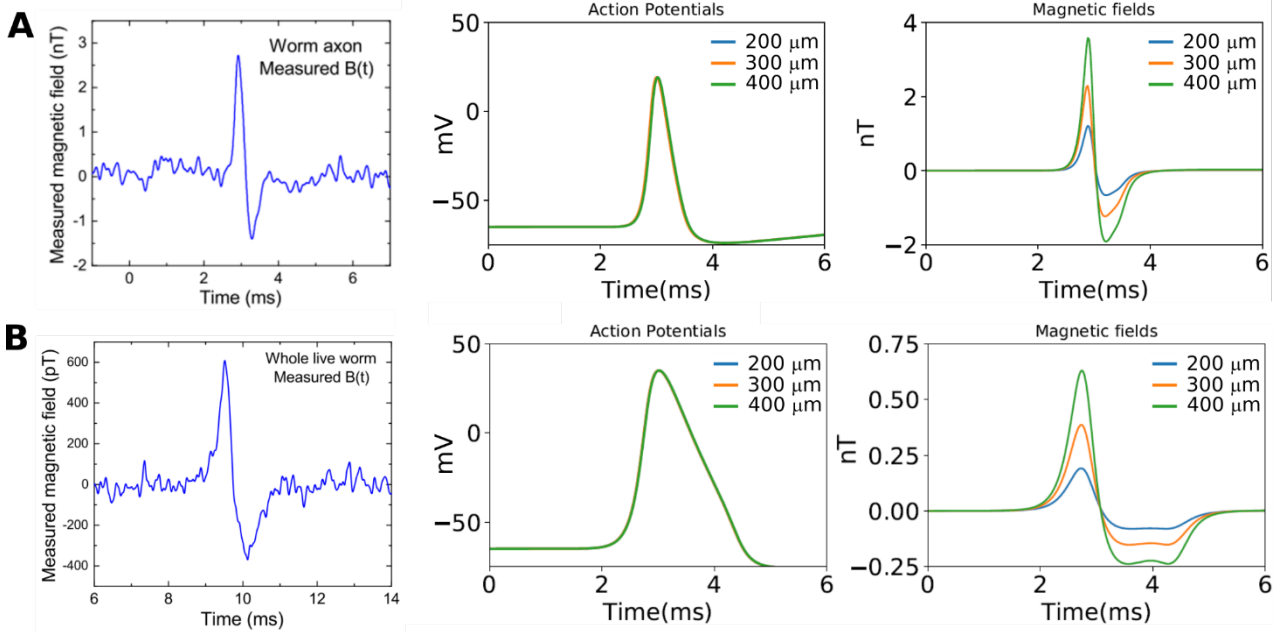 A
Measured magnetic field (nT)
3
2
1
0
-1
-2
Worm axon
Measured B(t)
0
2
4
6
Time (ms)
Action Potentials
50
0
−50
mV
200 μm
300 μm
400 μm
0
2
4
6
Time(ms)
Magnetic fields
4
2
0
−2
nT
200 μm
300 μm
400 μm
0
2
4
6
Time(ms)
B
Measured magnetic field (pT)
600
400
200
0
-200
-400
Whole live worm
Measured B(t)
6
8
10
12
14
Time (ms)
Action Potentials
50
0
−50
mV
200 μm
300 μm
400 μm
0
2
4
6
Time(ms)
Magnetic fields
0.75
0.50
0.25
0.00
−0.25
nT
200 μm
300 μm
400 μm
0
2
4
6
Time(ms)